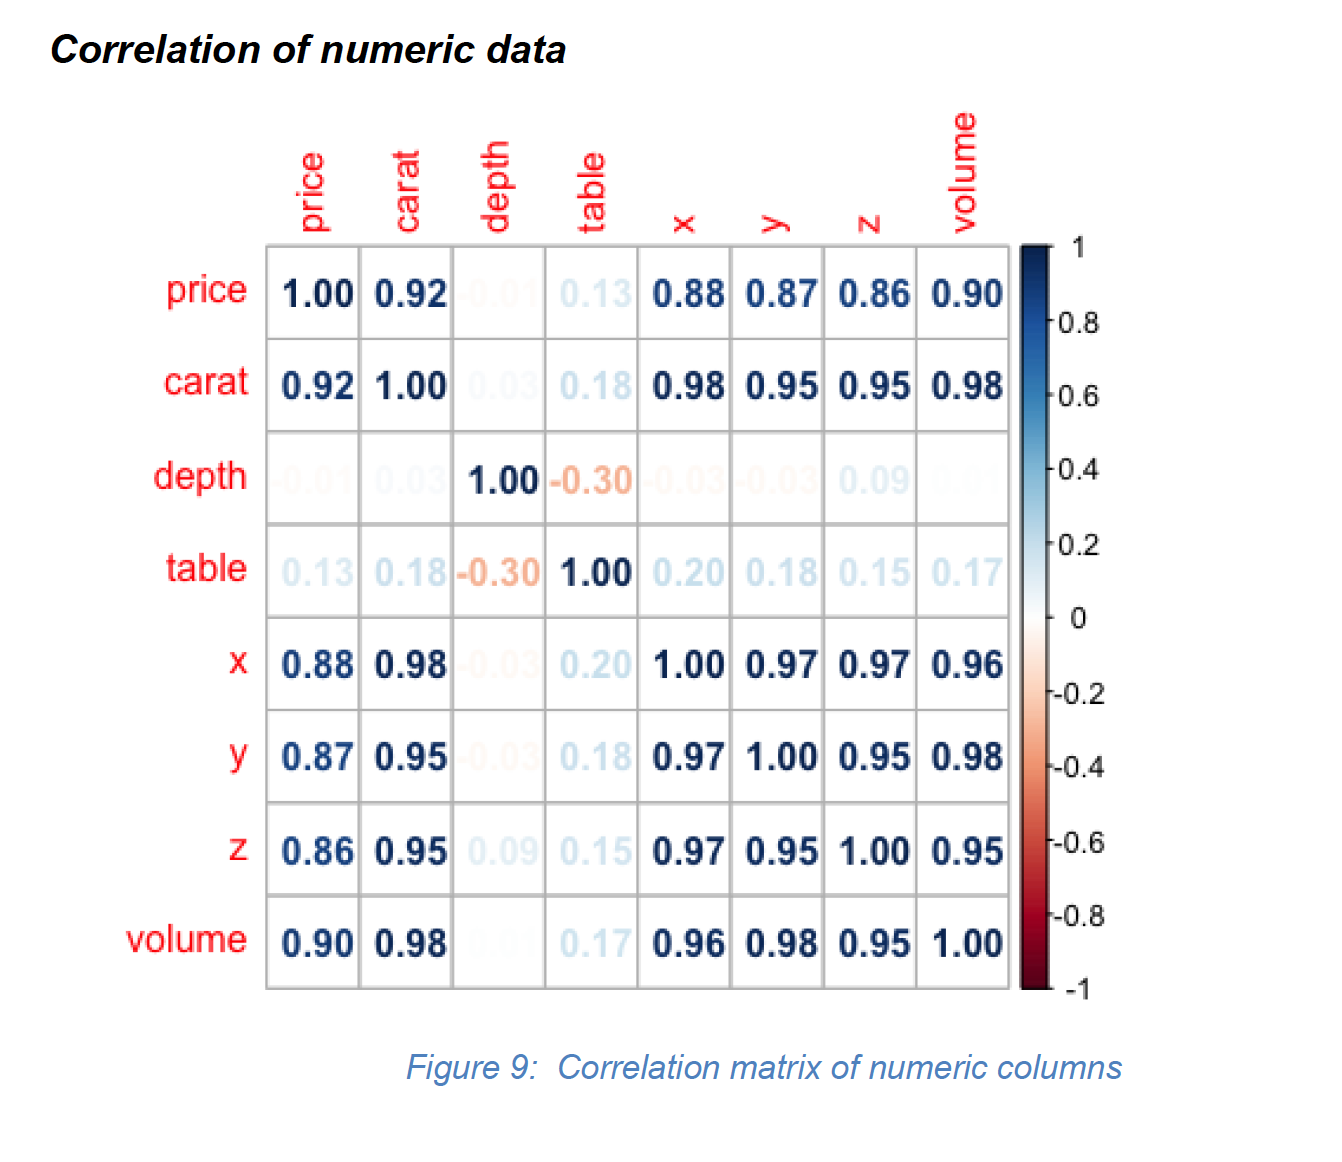 Correlation of numeric data
price carat depth table x y z volume
price 1.00 0.92 -0.01 0.13 0.88 0.87 0.86 0.90 1
0.8
carat 0.92 1.00 0.03 0.18 0.98 0.95 0.95 0.98
0.6
depth -0.01 0.03 1.00 -0.30 -0.03 -0.03 0.09
0.4
0.2
table 0.13 0.18 -0.30 1.00 0.20 0.18 0.15 0.17
0
x 0.88 0.98 -0.03 0.20 1.00 0.97 0.97 0.96
-0.2
y 0.87 0.95 -0.03 0.18 0.97 1.00 0.95 0.98
-0.4
-0.6
z 0.86 0.95 0.09 0.15 0.97 0.95 1.00 0.95
-0.8
volume 0.90 0.98 0.17 0.96 0.98 0.95 1.00
-1
Figure 9: Correlation matrix of numeric columns